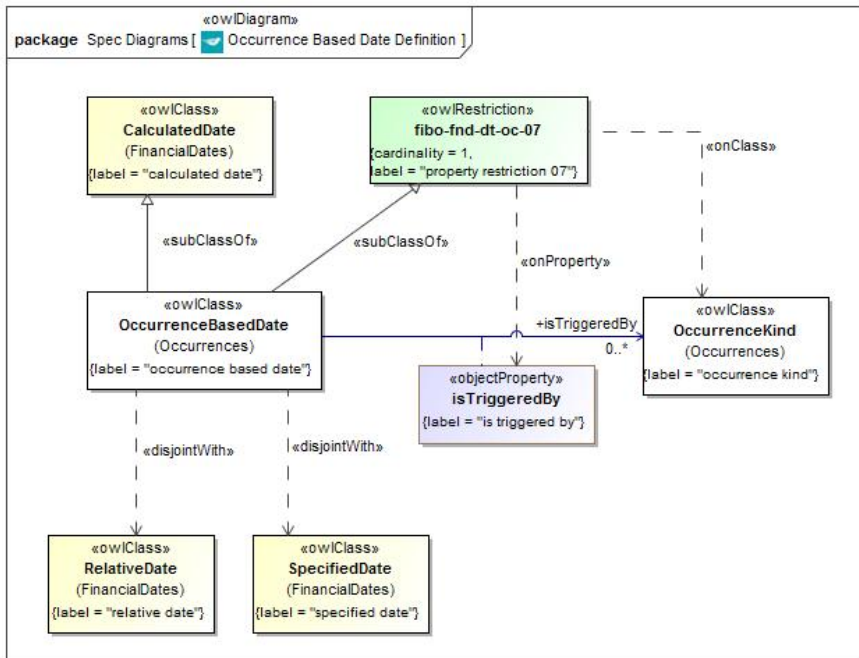 «owlDiagram»
package Spec Diagrams [ Occurrence Based Date Definition ]
«owlClass»
CalculatedDate
(FinancialDates)
{label = "calculated date"}
«owlRestriction»
fibo-fnd-dt-oc-07
{cardinality = 1,
label = "property restriction 07"}
«onClass»
«subClassOf»
«subClassOf»
«onProperty»
«owlClass»
OccurrenceBasedDate
(Occurrences)
{label = "occurrence based date"}
+isTriggeredBy
0..*
«owlClass»
OccurrenceKind
(Occurrences)
{label = "occurrence kind"}
«objectProperty»
isTriggeredBy
{label = "is triggered by"}
«disjointWith»
«disjointWith»
«owlClass»
RelativeDate
(FinancialDates)
{label = "relative date"}
«owlClass»
SpecifiedDate
(FinancialDates)
{label = "specified date"}